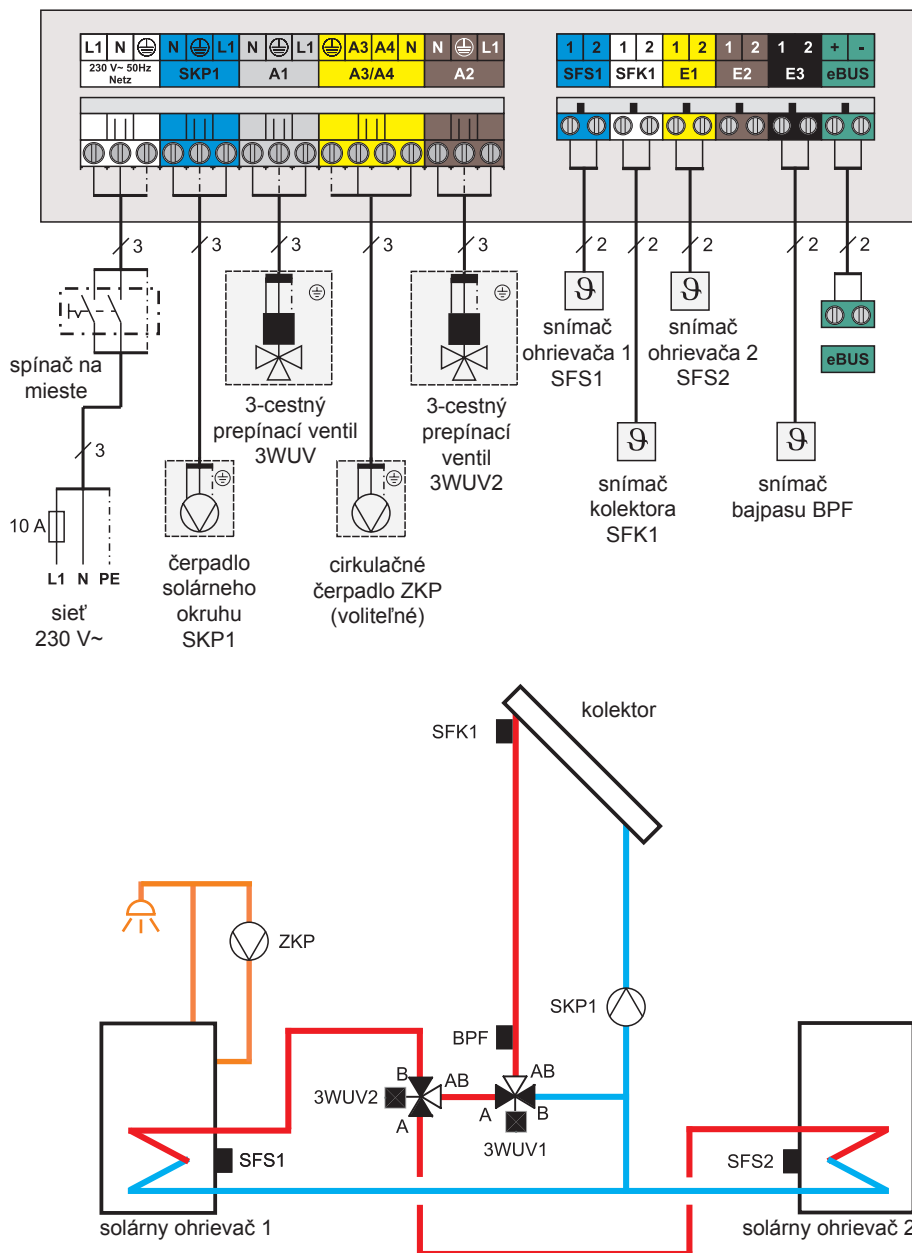 L1 N N L1 N L1 A3 A4 N N L1
230 V~ 50Hz
Netz
SKP1 A1 A3/A4 A2
1 2 1 2 1 2 1 2 1 2 + -
SFS1 SFK1 E1 E2 E3 eBUS
3 3 3 3 3 2 2 2 2 2
spínač na
mieste
3
10 A
L1 N PE
sieť
230 V~
čerpadlo
solárneho
okruhu
SKP1
3-cestný
prepínací ventil
3WUV
cirkulačné
čerpadlo ZKP
(voliteľné)
3-cestný
prepínací
ventil
3WUV2
ϑ
snímač
ohrievača 1
SFS1
ϑ
snímač
ohrievača 2
SFS2
eBUS
ϑ
snímač
kolektora
SFK1
ϑ
snímač
bajpasu BPF
kolektor
SFK1
ZKP
SKP1
BPF
B
AB
AB
3WUV2
A
A
B
3WUV1
SFS1
SFS2
solárny ohrievač 1
solárny ohrievač 2